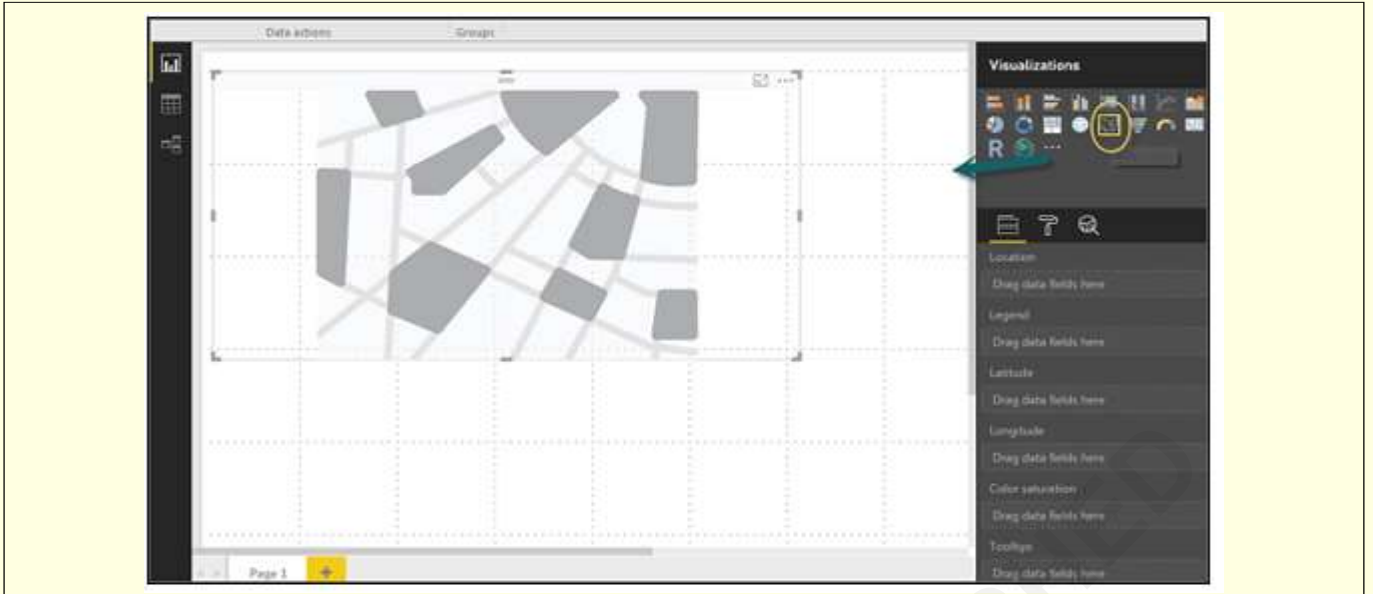 Data actions
Groups
Visualizations
R
Location
Drag data fields here
Legend
Drag data fields here
Latitude
Drag data fields here
Longitude
Drag data fields here
Color saturation
Drag data fields here
Tooltips
Drag data fields here
Page 1